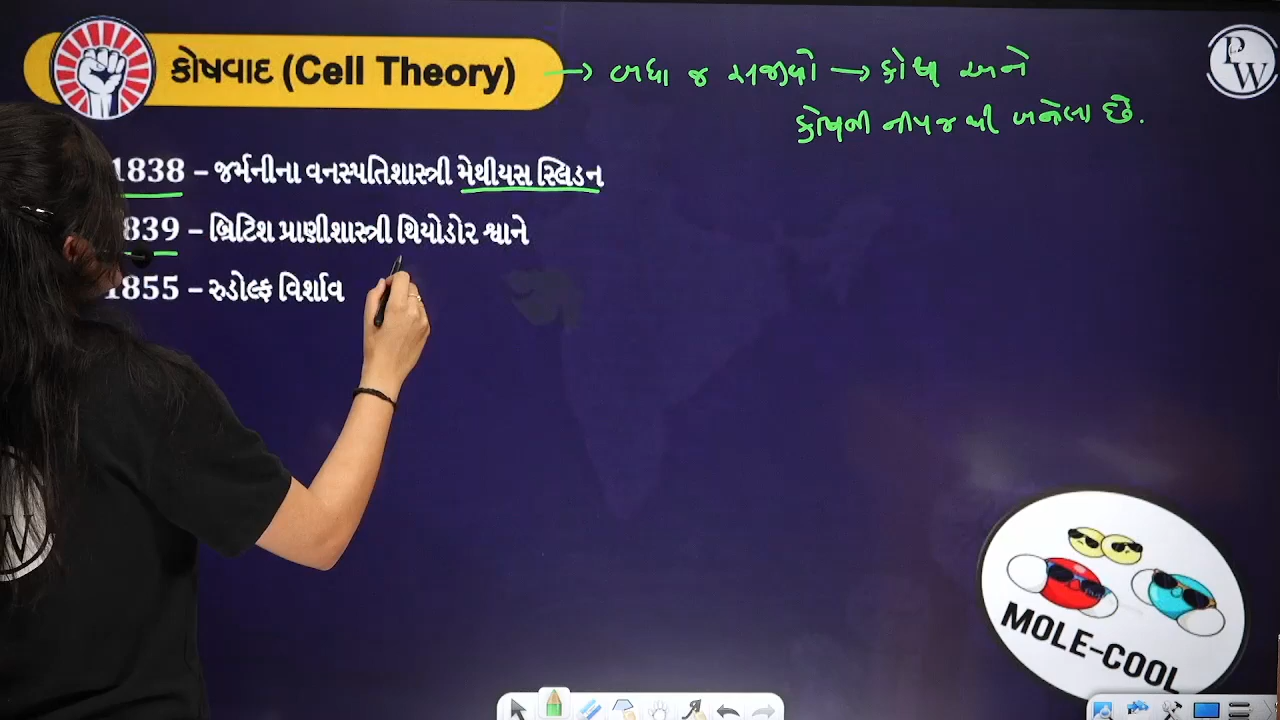 કોષવાદ (Cell Theory) → બધા જ સજીવો → કોષ અને
કોષની નીપજ થી બનેલા છે.
1838 – જર્મનીના વનસ્પતિશાસ્ત્રી મેથીયસ સ્લિડન
1839 – બ્રિટિશ પ્રાણીશાસ્ત્રી થિયોડોર શ્વાને
1855 – રુડોલ્ફ વિર્શાવ
PW
W
MOLE-COOL